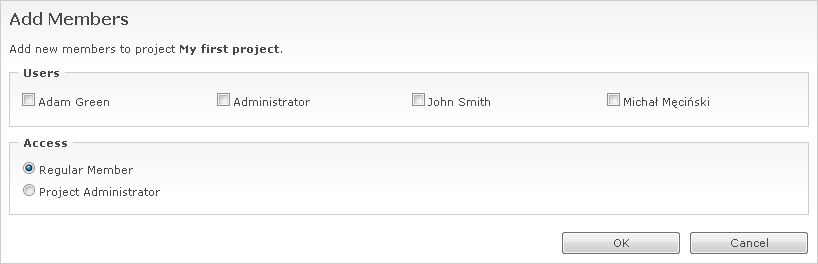 Add Members
Add new members to project My first project.
Users
Adam Green Administrator John Smith Michał Męciński
Access
Regular Member
Project Administrator
OK Cancel